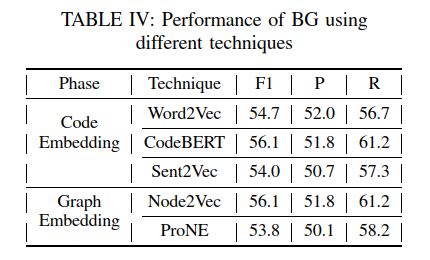 TABLE IV: Performance of BG using
different techniques
Phase Technique F1 P R
Code Embedding Word2Vec 54.7 52.0 56.7
CodeBERT 56.1 51.8 61.2
Sent2Vec 54.0 50.7 57.3
Graph Embedding Node2Vec 56.1 51.8 61.2
ProNE 53.8 50.1 58.2